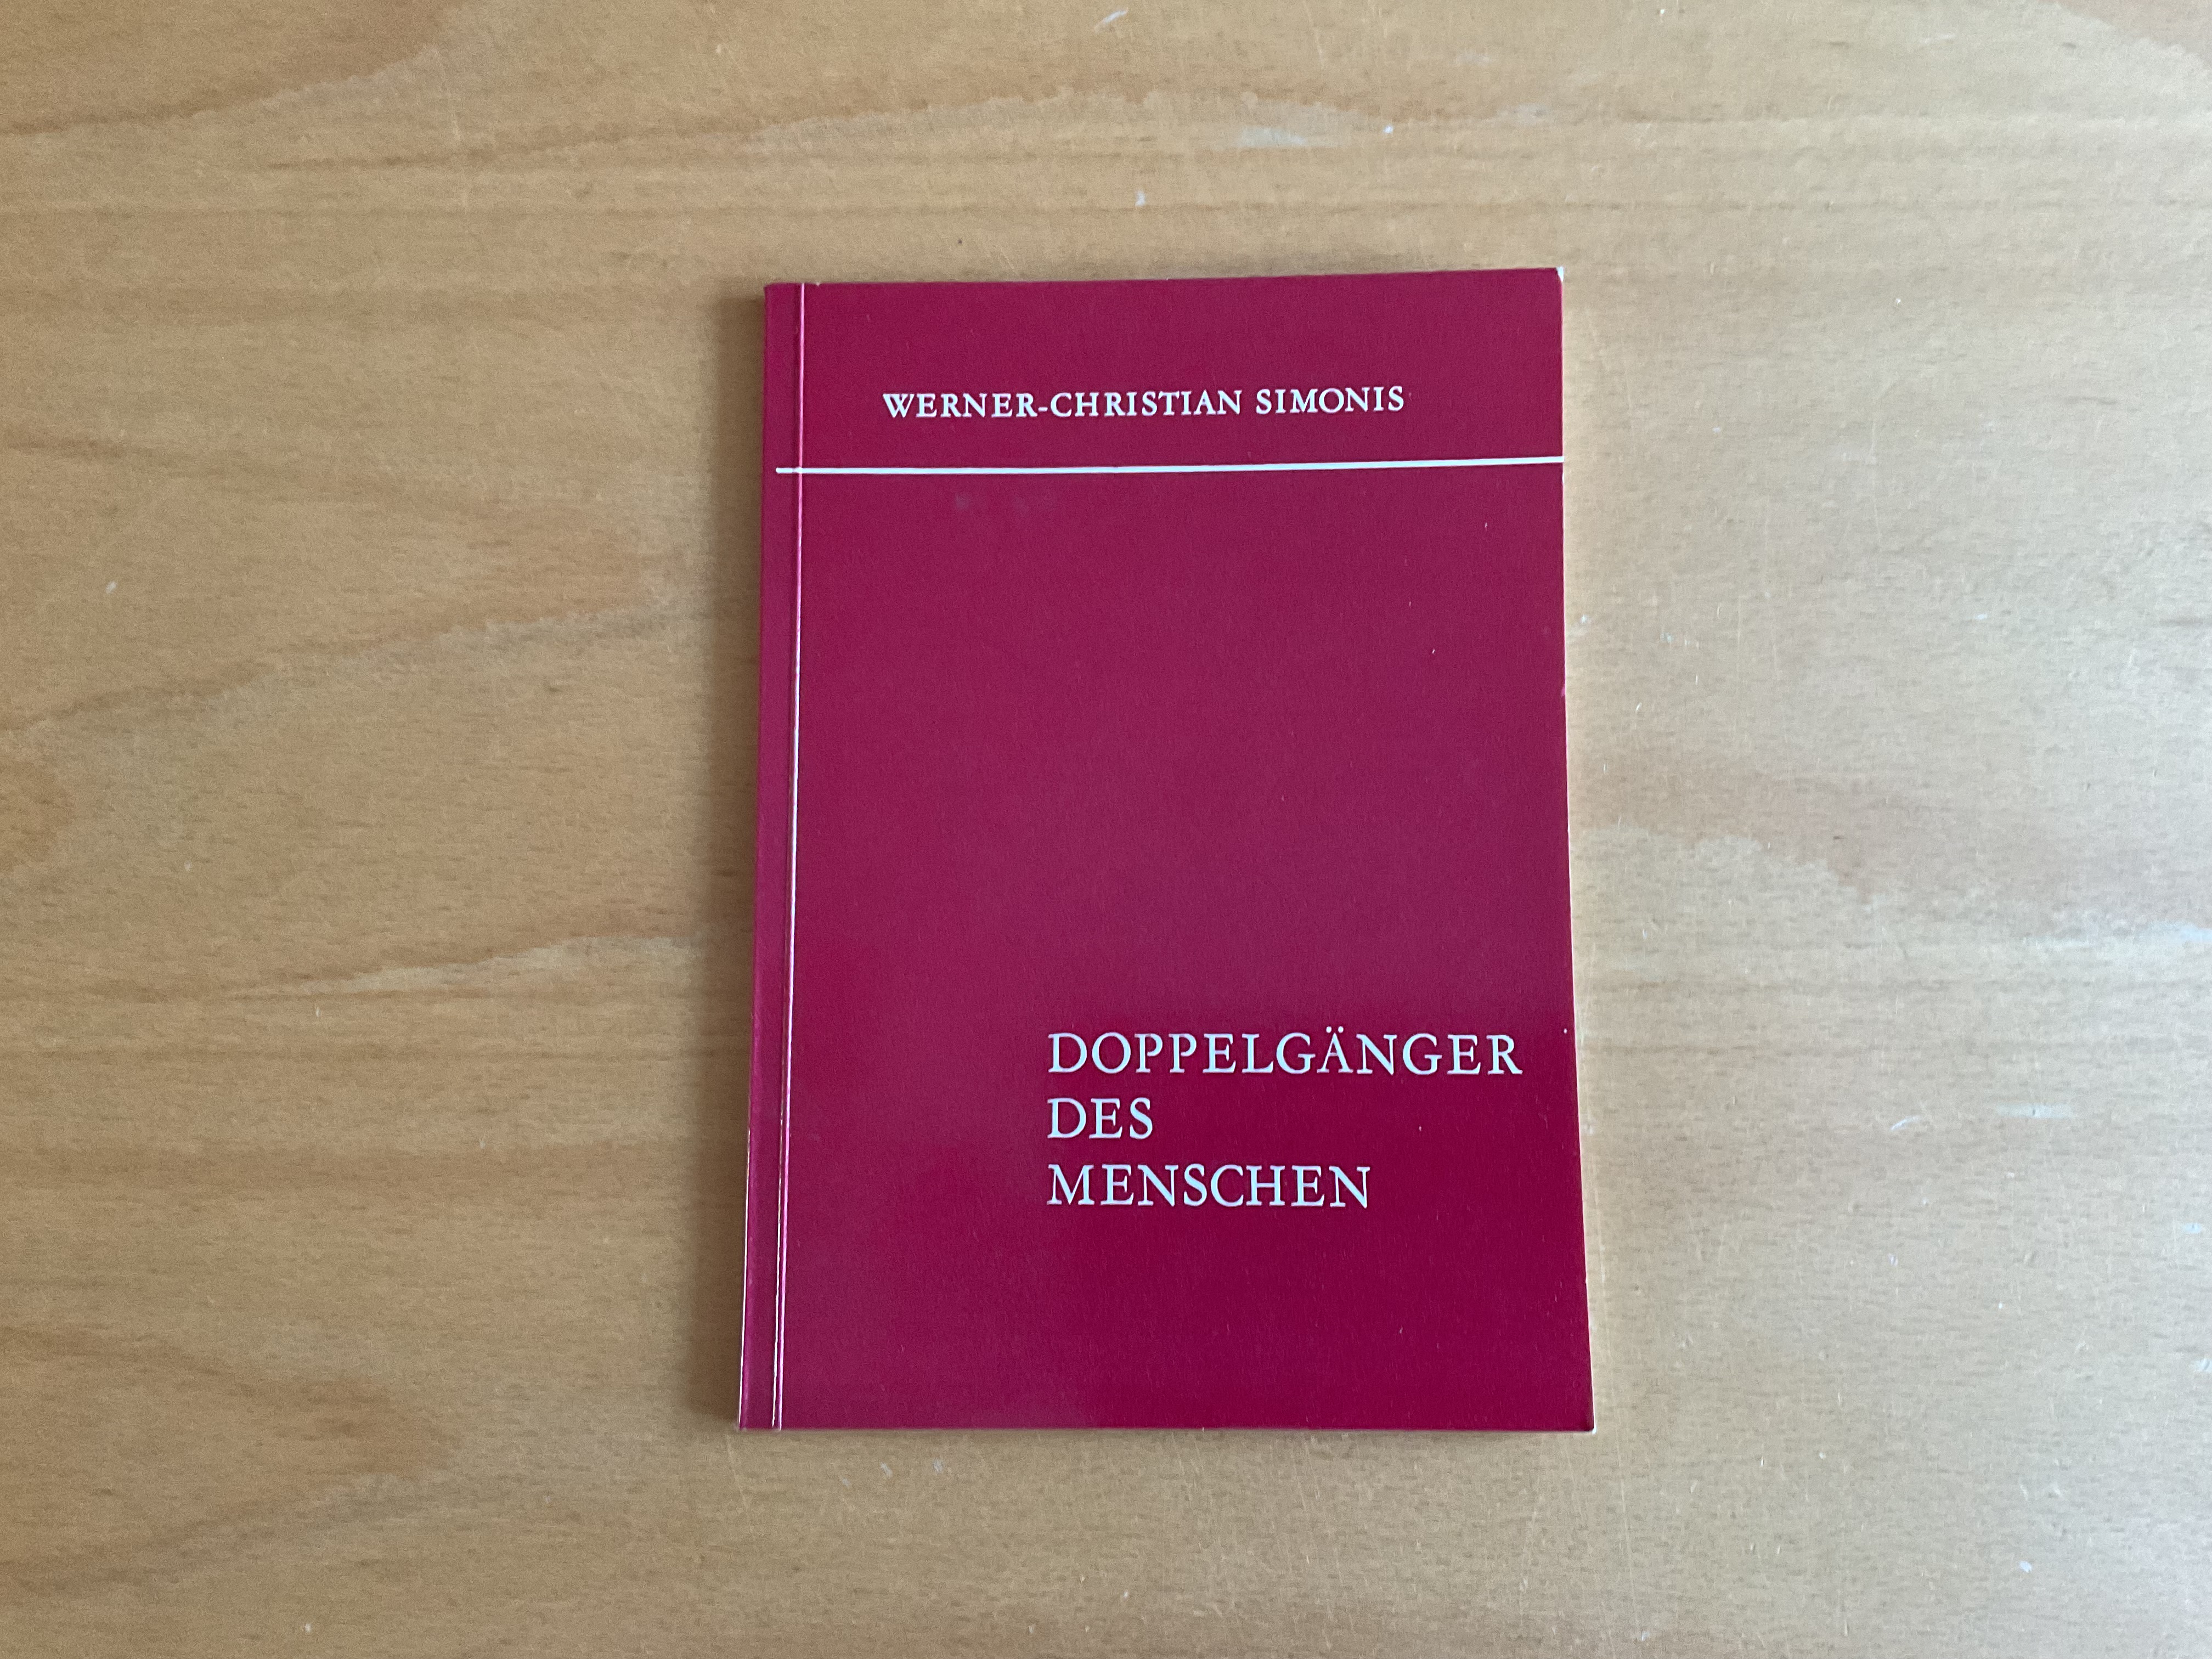 WERNER-CHRISTIAN SIMONIS
DOPPELGÄNGER
DES
MENSCHEN